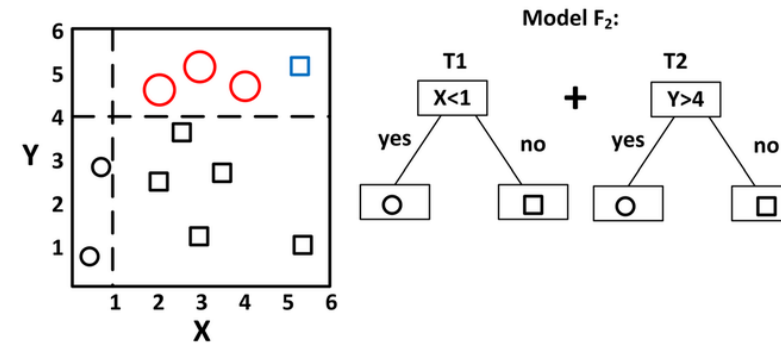 Model F₂:
6
5
4
3
2
1
Y
1 2 3 4 5 6
X
T1
X<1
yes
no
+
T2
Y>4
yes
no